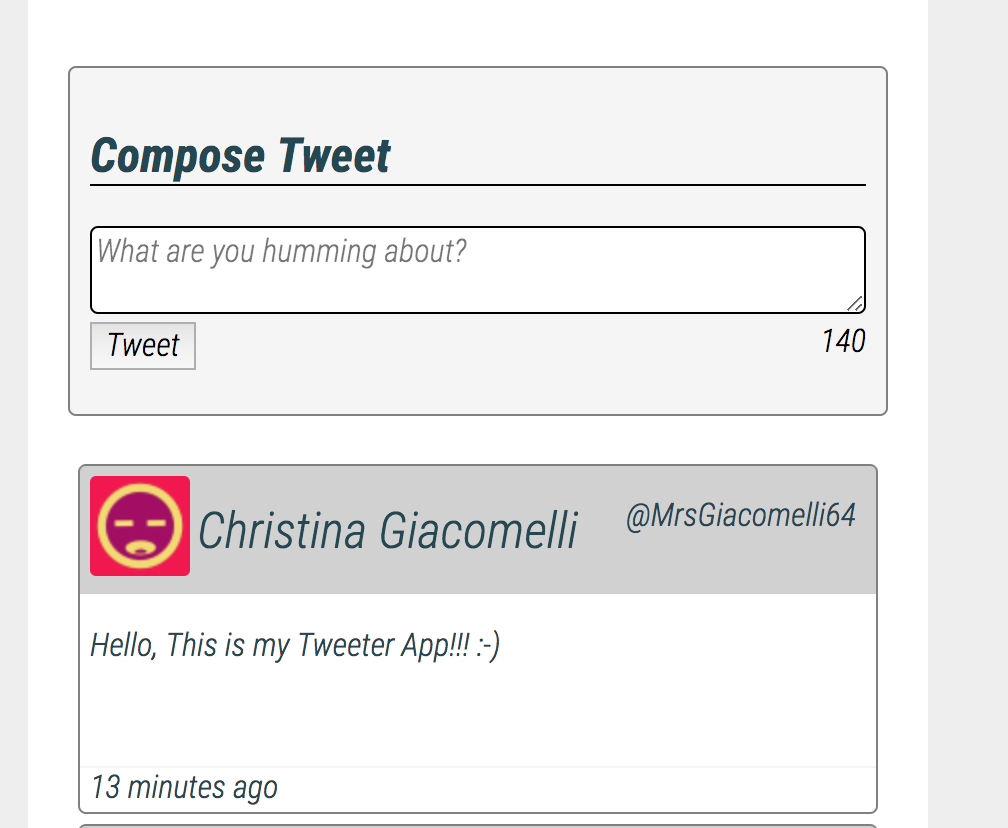 Compose Tweet
What are you humming about?
Tweet
140
Christina Giacomelli
@MrsGiacomelli64
Hello, This is my Tweeter App!!! :-)
13 minutes ago